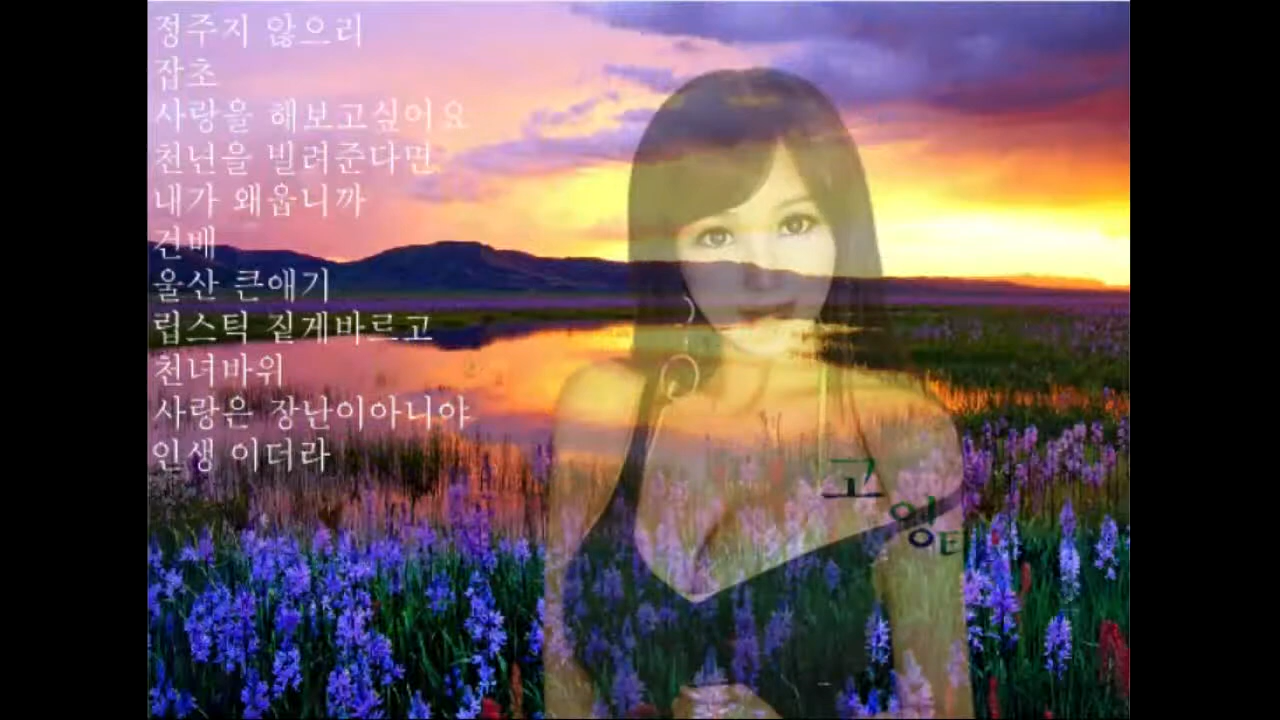 정주지 않으리
잡초
사랑을 해보고싶어요
천년을 빌려준다면
내가 왜웁니까
건배
울산 큰애기
립스틱 짙게바르고
천녀바위
사랑은 장난이아니야
인생 이더라
고